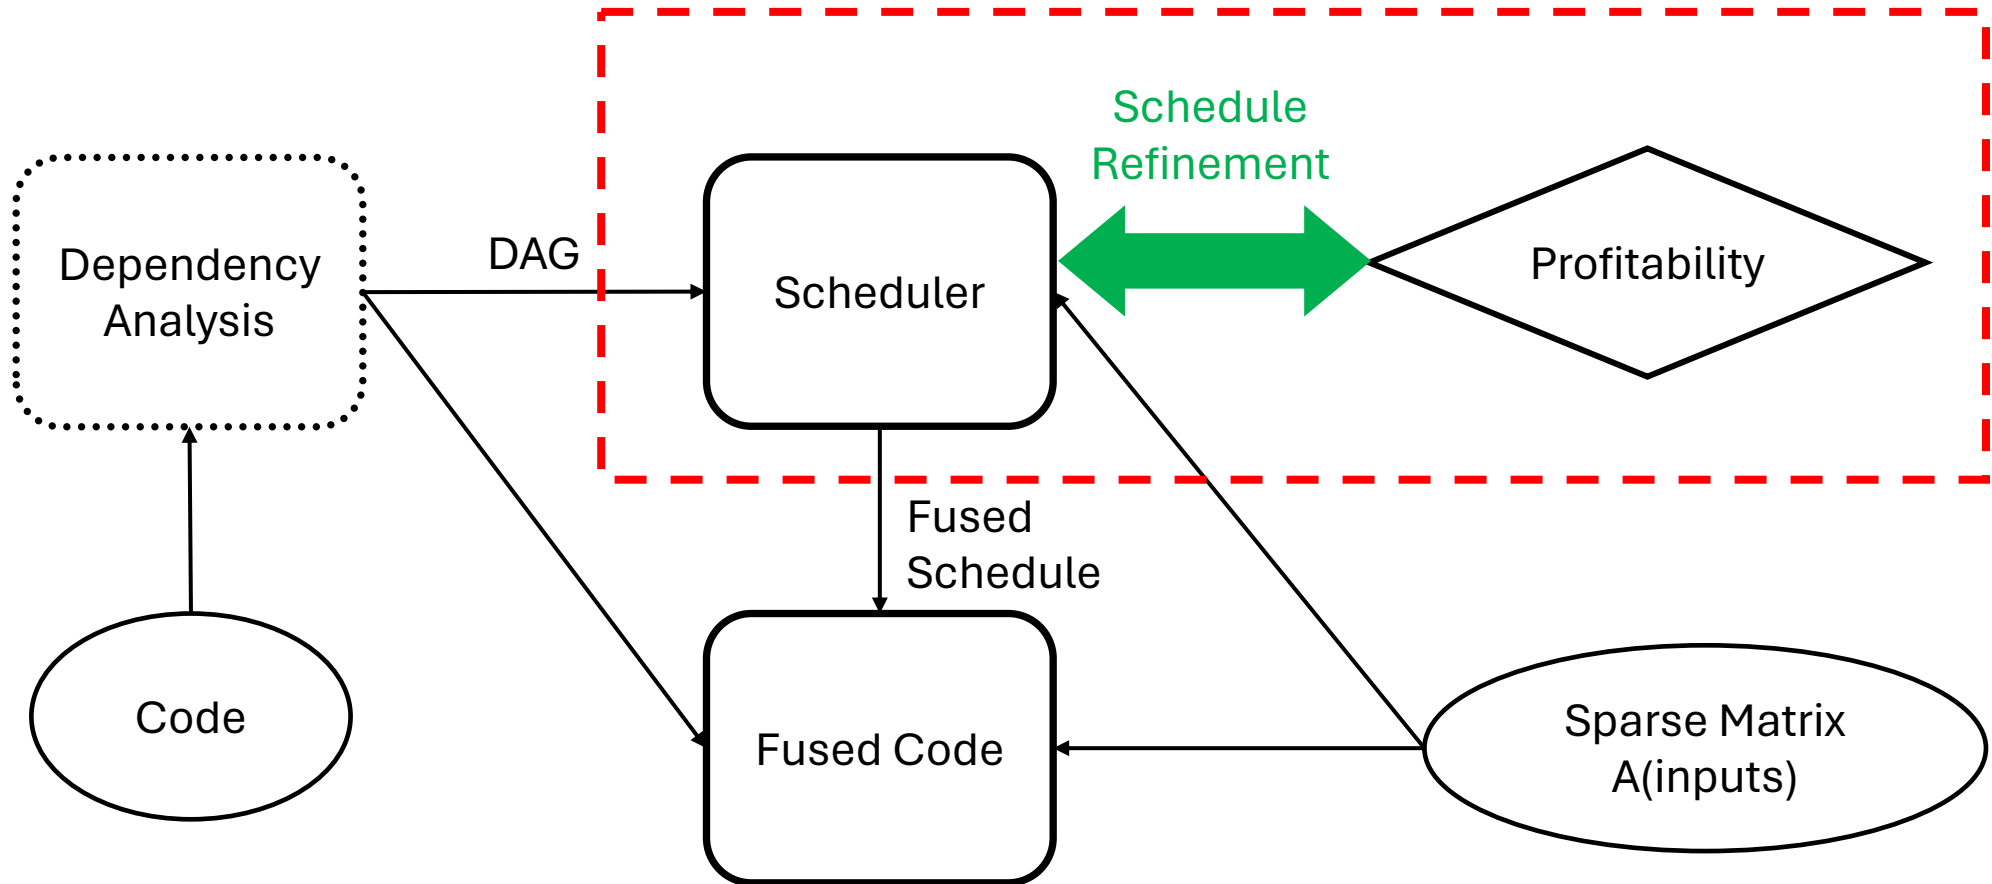 Schedule
Refinement
Dependency
Analysis
DAG
Scheduler
Profitability
Fused
Schedule
Code
Fused Code
Sparse Matrix
A(inputs)